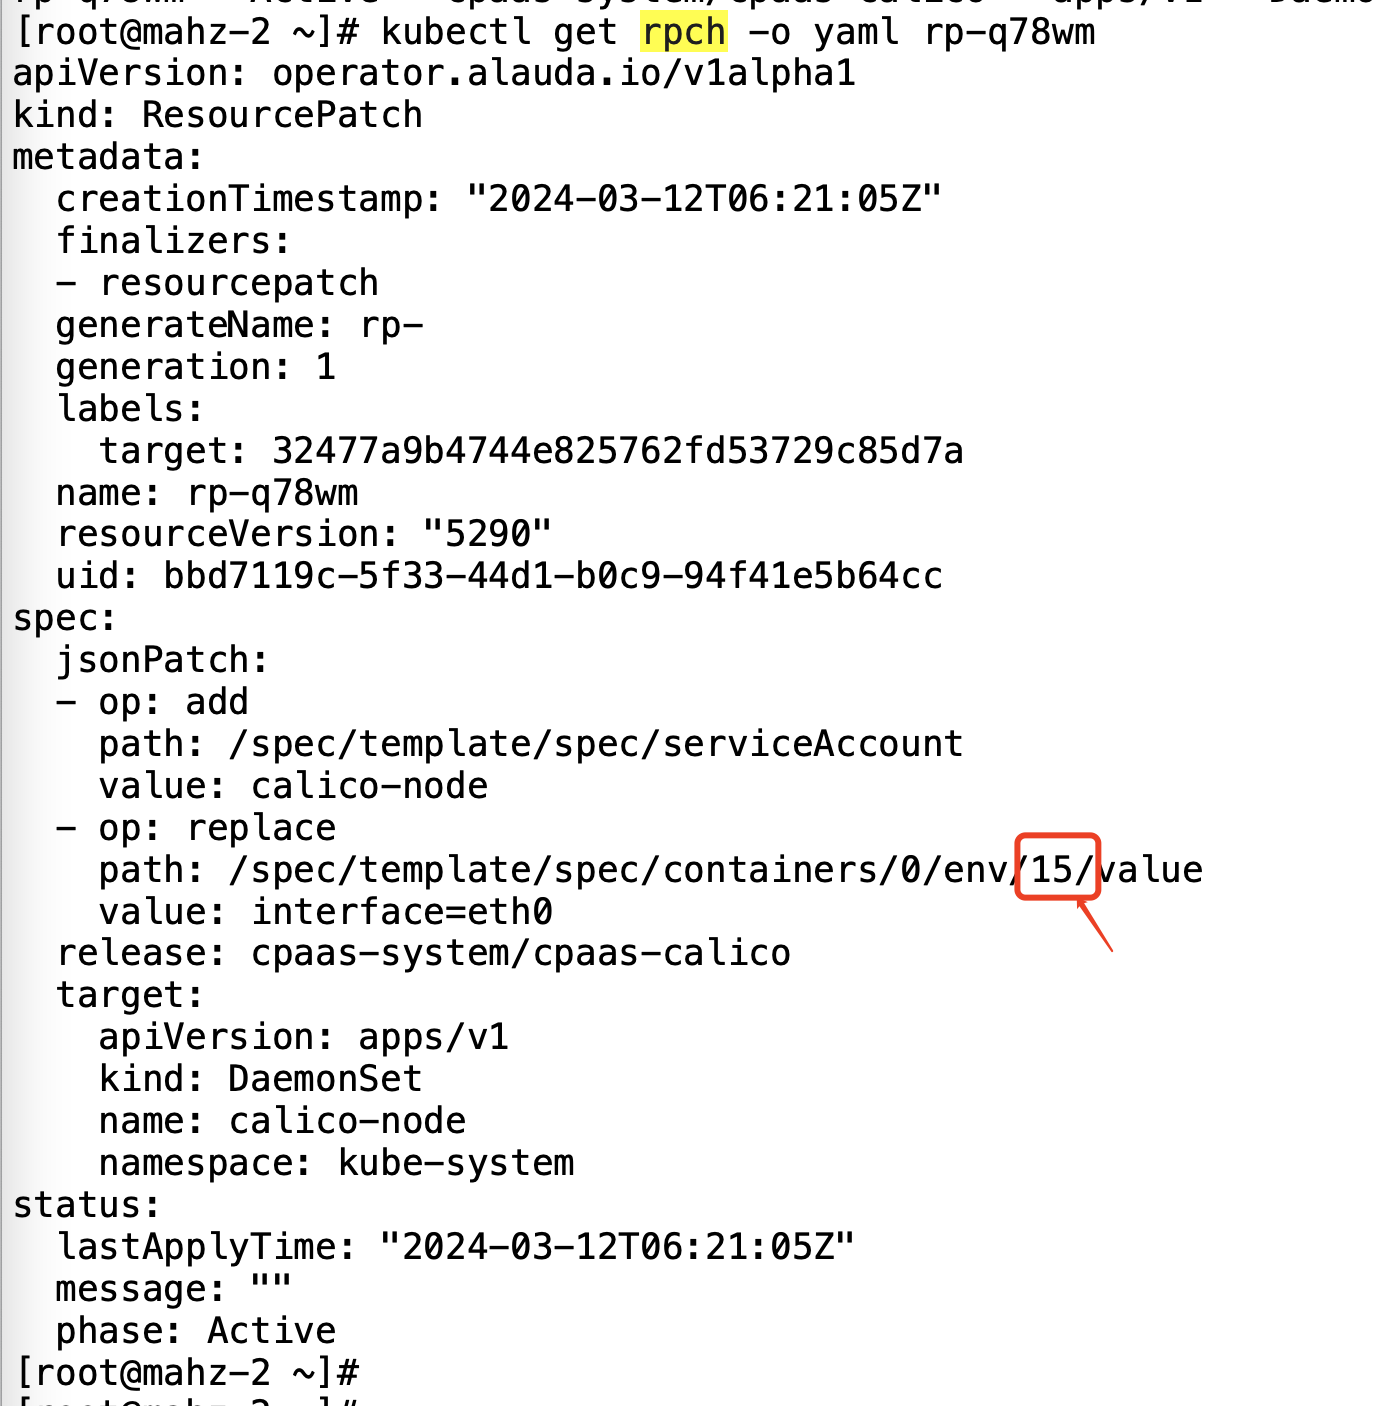 [root@mahz-2 ~]# kubectl get rpch -o yaml rp-q78wm
apiVersion: operator.alauda.io/v1alpha1
kind: ResourcePatch
metadata:
  creationTimestamp: "2024-03-12T06:21:05Z"
  finalizers:
  - resourcepatch
  generateName: rp-
  generation: 1
  labels:
    target: 32477a9b4744e825762fd53729c85d7a
  name: rp-q78wm
  resourceVersion: "5290"
  uid: bbd7119c-5f33-44d1-b0c9-94f41e5b64cc
spec:
  jsonPatch:
  - op: add
    path: /spec/template/spec/serviceAccount
    value: calico-node
  - op: replace
    path: /spec/template/spec/containers/0/env/15/value
    value: interface=eth0
  release: cpaas-system/cpaas-calico
  target:
    apiVersion: apps/v1
    kind: DaemonSet
    name: calico-node
    namespace: kube-system
status:
  lastApplyTime: "2024-03-12T06:21:05Z"
  message: ""
  phase: Active
[root@mahz-2 ~]#